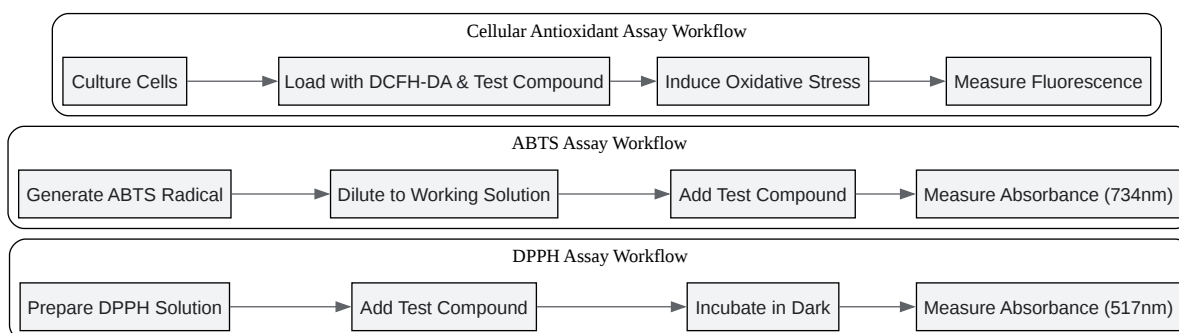 Cellular Antioxidant Assay Workflow
Culture Cells
Load with DCFH-DA & Test Compound
Induce Oxidative Stress
Measure Fluorescence
ABTS Assay Workflow
Generate ABTS Radical
Dilute to Working Solution
Add Test Compound
Measure Absorbance (734nm)
DPPH Assay Workflow
Prepare DPPH Solution
Add Test Compound
Incubate in Dark
Measure Absorbance (517nm)